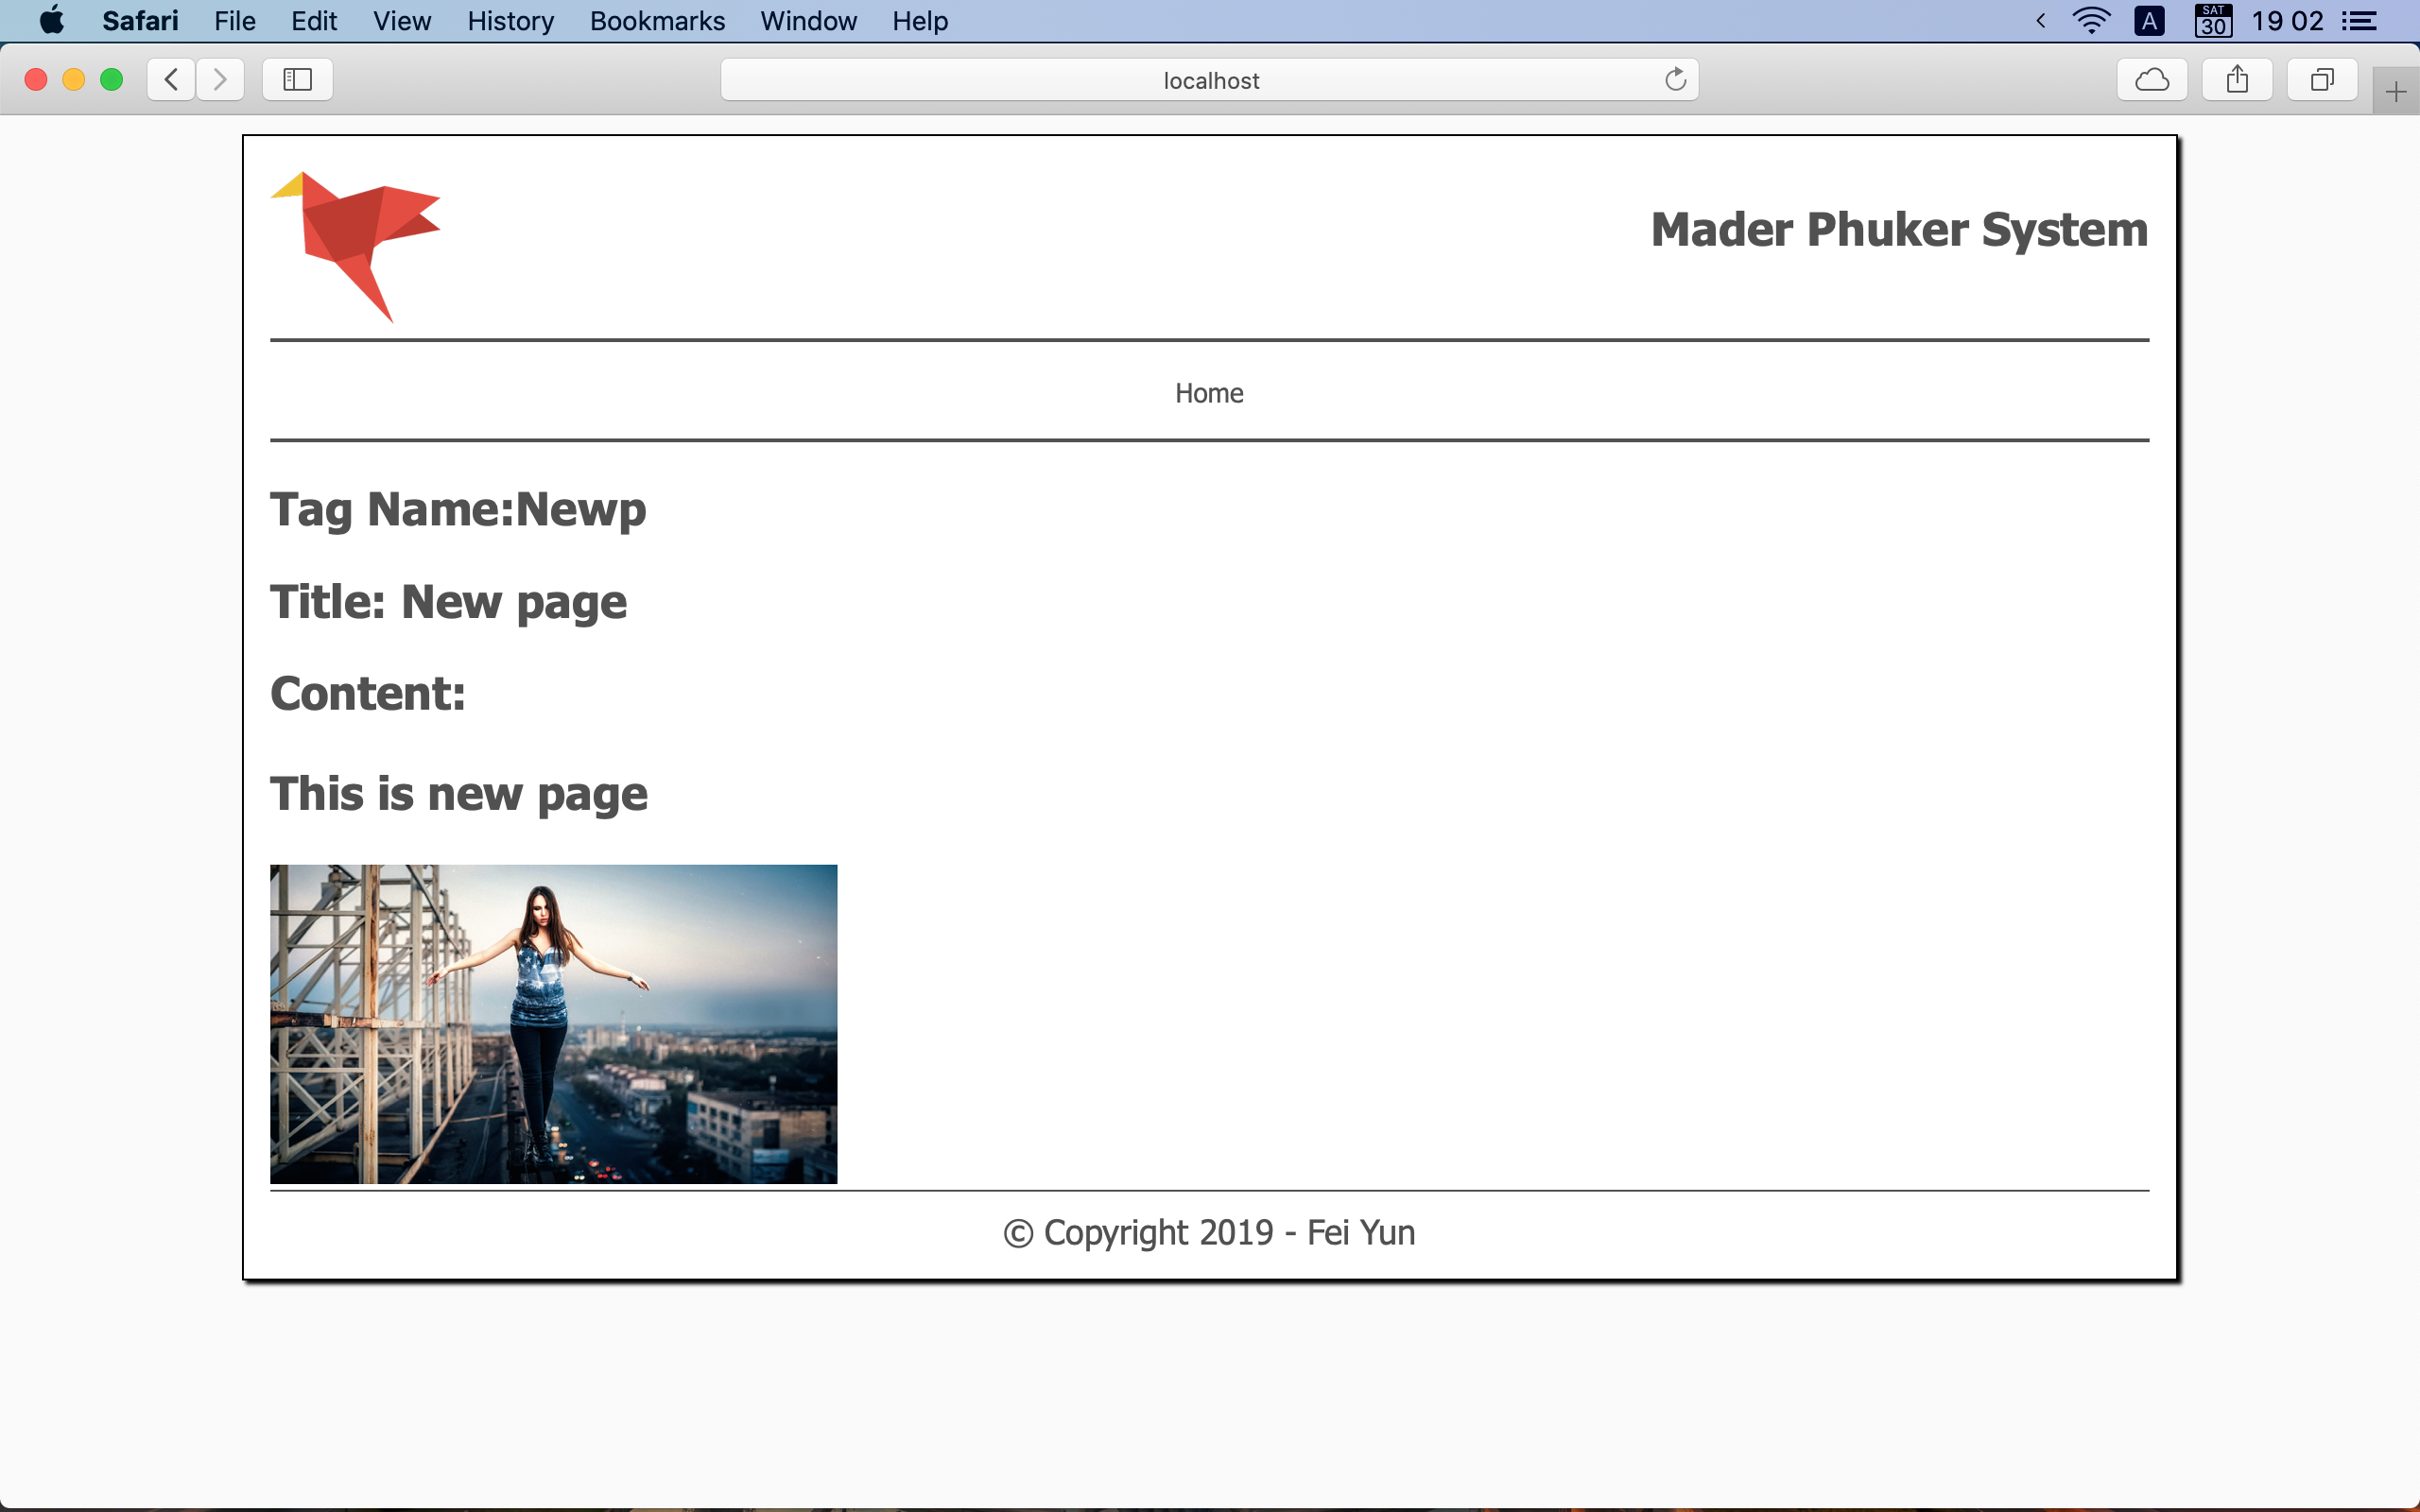 Safari File Edit View History Bookmarks Window Help A SAT 30 19 02
localhost
Mader Phuker System
Home
Tag Name:Newp
Title: New page
Content:
This is new page
© Copyright 2019 - Fei Yun